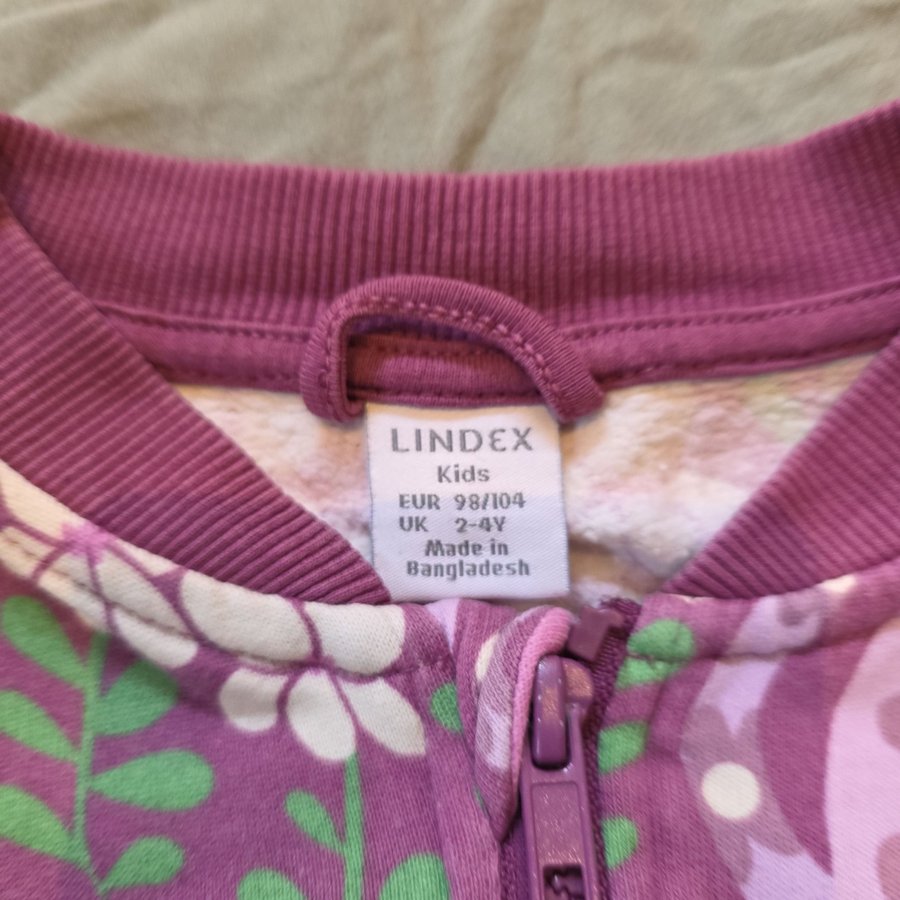 LINDEX
Kids
EUR 98/104
UK 2-4Y
Made in
Bangladesh